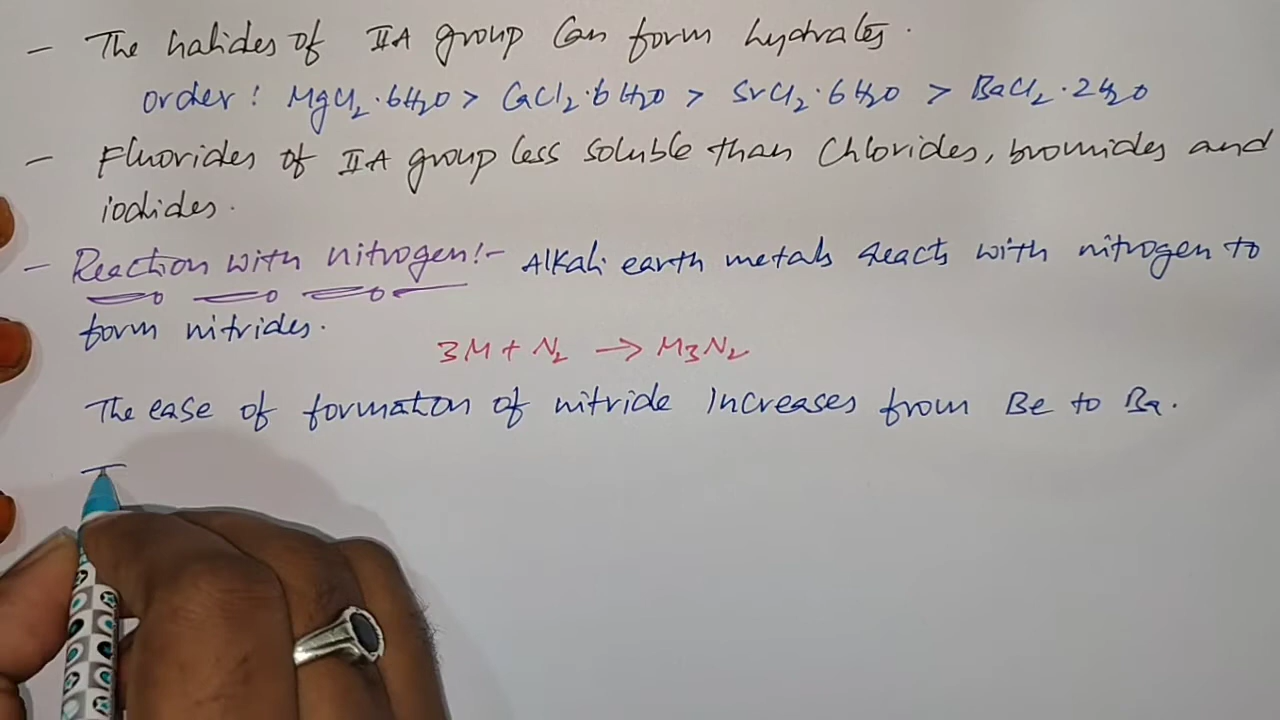 - The halides of IIA group Can form hydrates.
order: MgCl2.6H2O > CaCl2.6H2O > SrCl2.6H2O > BaCl2.2H2O
- Fluorides of IIA group less soluble than Chlorides, bromides and
iodides.
- Reaction with nitrogen:- Alkali earth metals reacts with nitrogen to
form nitrides.
3M + N2 → M3N2
The ease of formation of nitride Increases from Be to Ba.
T